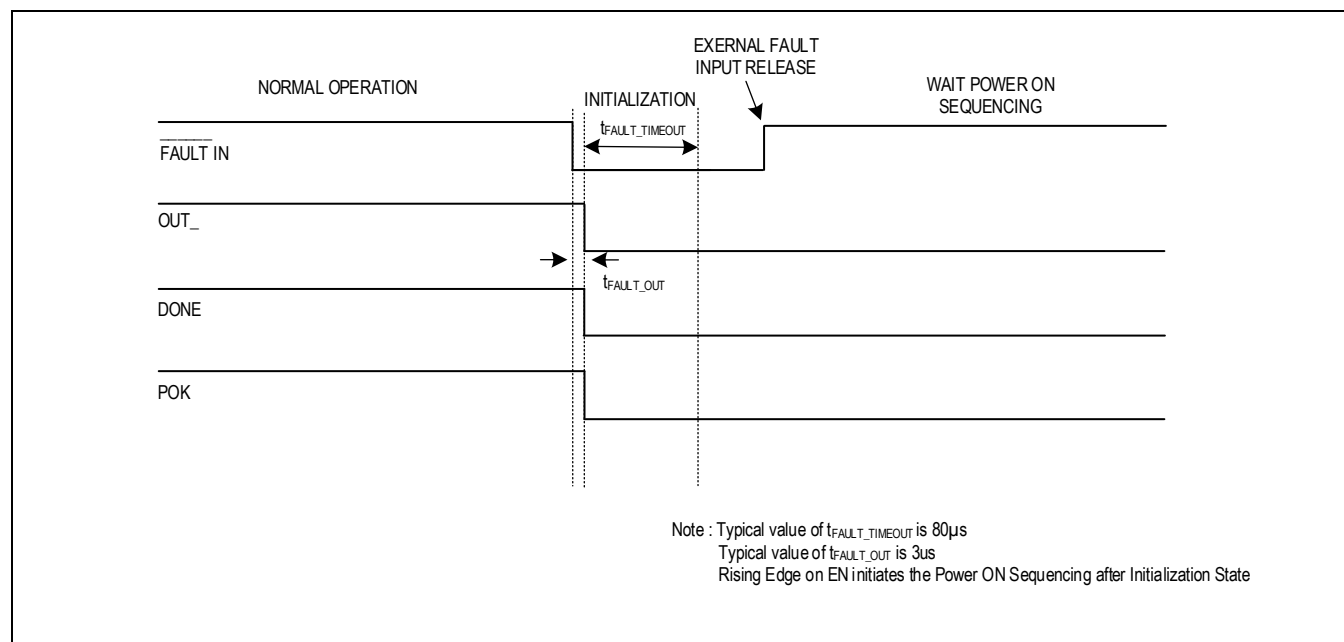 EXERNAL FAULT
INPUT RELEASE
NORMAL OPERATION
WAIT POWER ON
SEQUENCING
INITIALIZATION
tFAULT_TIMEOUT
FAULT IN
OUT_
tFAULT_OUT
DONE
POK
Note : Typical value of tFAULT_TIMEOUT is 80µs
Typical value of tFAULT_OUT is 3us
Rising Edge on EN initiates the Power ON Sequencing after Initialization State